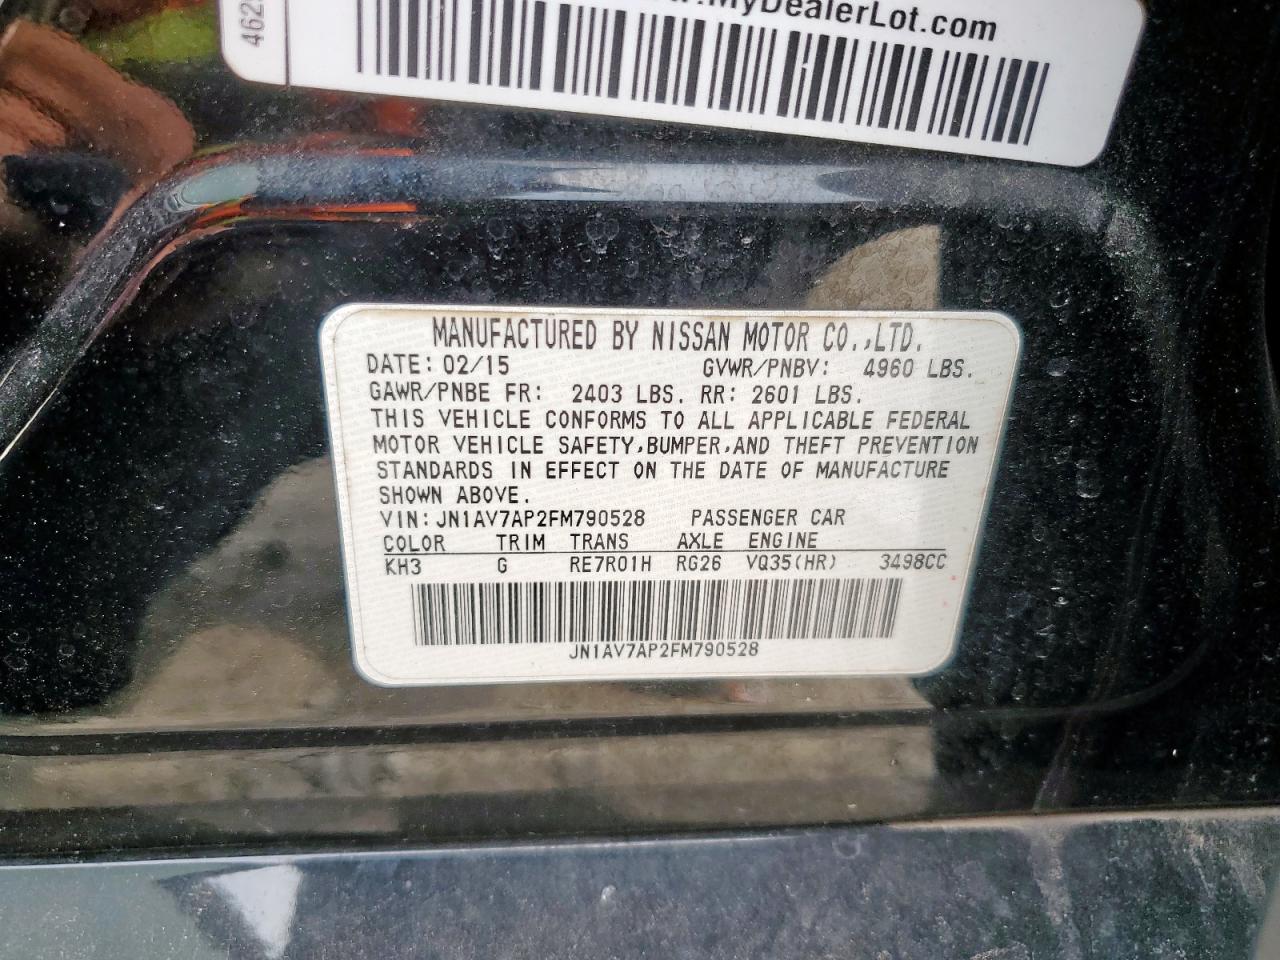 MyDealerLot.com
MANUFACTURED BY NISSAN MOTOR CO.,LTD.
DATE: 02/15 GVWR/PNBV: 4960 LBS.
GAWR/PNBE FR: 2403 LBS. RR: 2601 LBS.
THIS VEHICLE CONFORMS TO ALL APPLICABLE FEDERAL
MOTOR VEHICLE SAFETY,BUMPER,AND THEFT PREVENTION
STANDARDS IN EFFECT ON THE DATE OF MANUFACTURE
SHOWN ABOVE.
VIN:JN1AV7AP2FM790528 PASSENGER CAR
COLOR TRIM TRANS AXLE ENGINE
KH3 G RE7R01H RG26 VQ35(HR) 3498CC
JN1AV7AP2FM790528